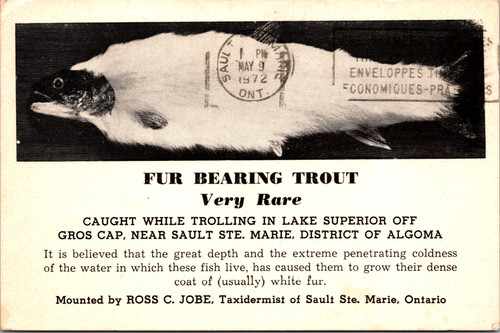 SAULT STE. MARIE
1 PM
MAY 9
1972
ONT.
ENVELOPPES
ECONOMIQUES-
FUR BEARING TROUT
Very Rare
CAUGHT WHILE TROLLING IN LAKE SUPERIOR OFF
GROS CAP, NEAR SAULT STE. MARIE, DISTRICT OF ALGOMA
It is believed that the great depth and the extreme penetrating coldness
of the water in which these fish live, has caused them to grow their dense
coat of (usually) white fur.
Mounted by ROSS C. JOBE, Taxidermist of Sault Ste. Marie, Ontario